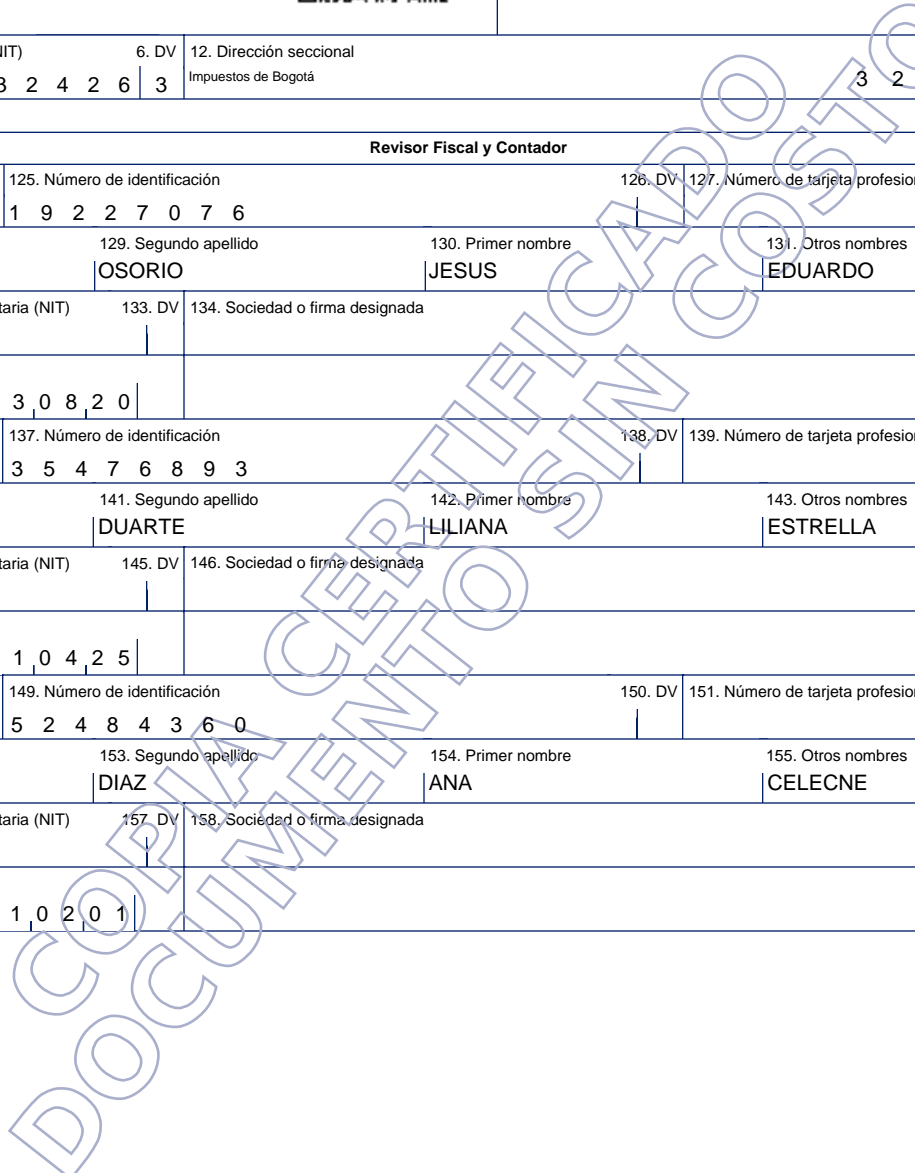 NIT) 6. DV 12. Dirección seccional
3 2 4 2 6 3 Impuestos de Bogotá 3 2
Revisor Fiscal y Contador
125. Número de identificación 126. DV 127. Número de tarjeta profesion
1 9 2 2 7 0 7 6
129. Segundo apellido 130. Primer nombre 131. Otros nombres
OSORIO JESUS EDUARDO
taria (NIT) 133. DV 134. Sociedad o firma designada
3 0 8 2 0
137. Número de identificación 138. DV 139. Número de tarjeta profesion
3 5 4 7 6 8 9 3
141. Segundo apellido 142. Primer nombre 143. Otros nombres
DUARTE LILIANA ESTRELLA
taria (NIT) 145. DV 146. Sociedad o firma designada
1 0 4 2 5
149. Número de identificación 150. DV 151. Número de tarjeta profesion
5 2 4 8 4 3 6 0
153. Segundo apellido 154. Primer nombre 155. Otros nombres
DIAZ ANA CELECNE
taria (NIT) 157. DV 158. Sociedad o firma designada
1 0 2 0 1
COPIA CERTIFICADO
DOCUMENTO SIN COSTO